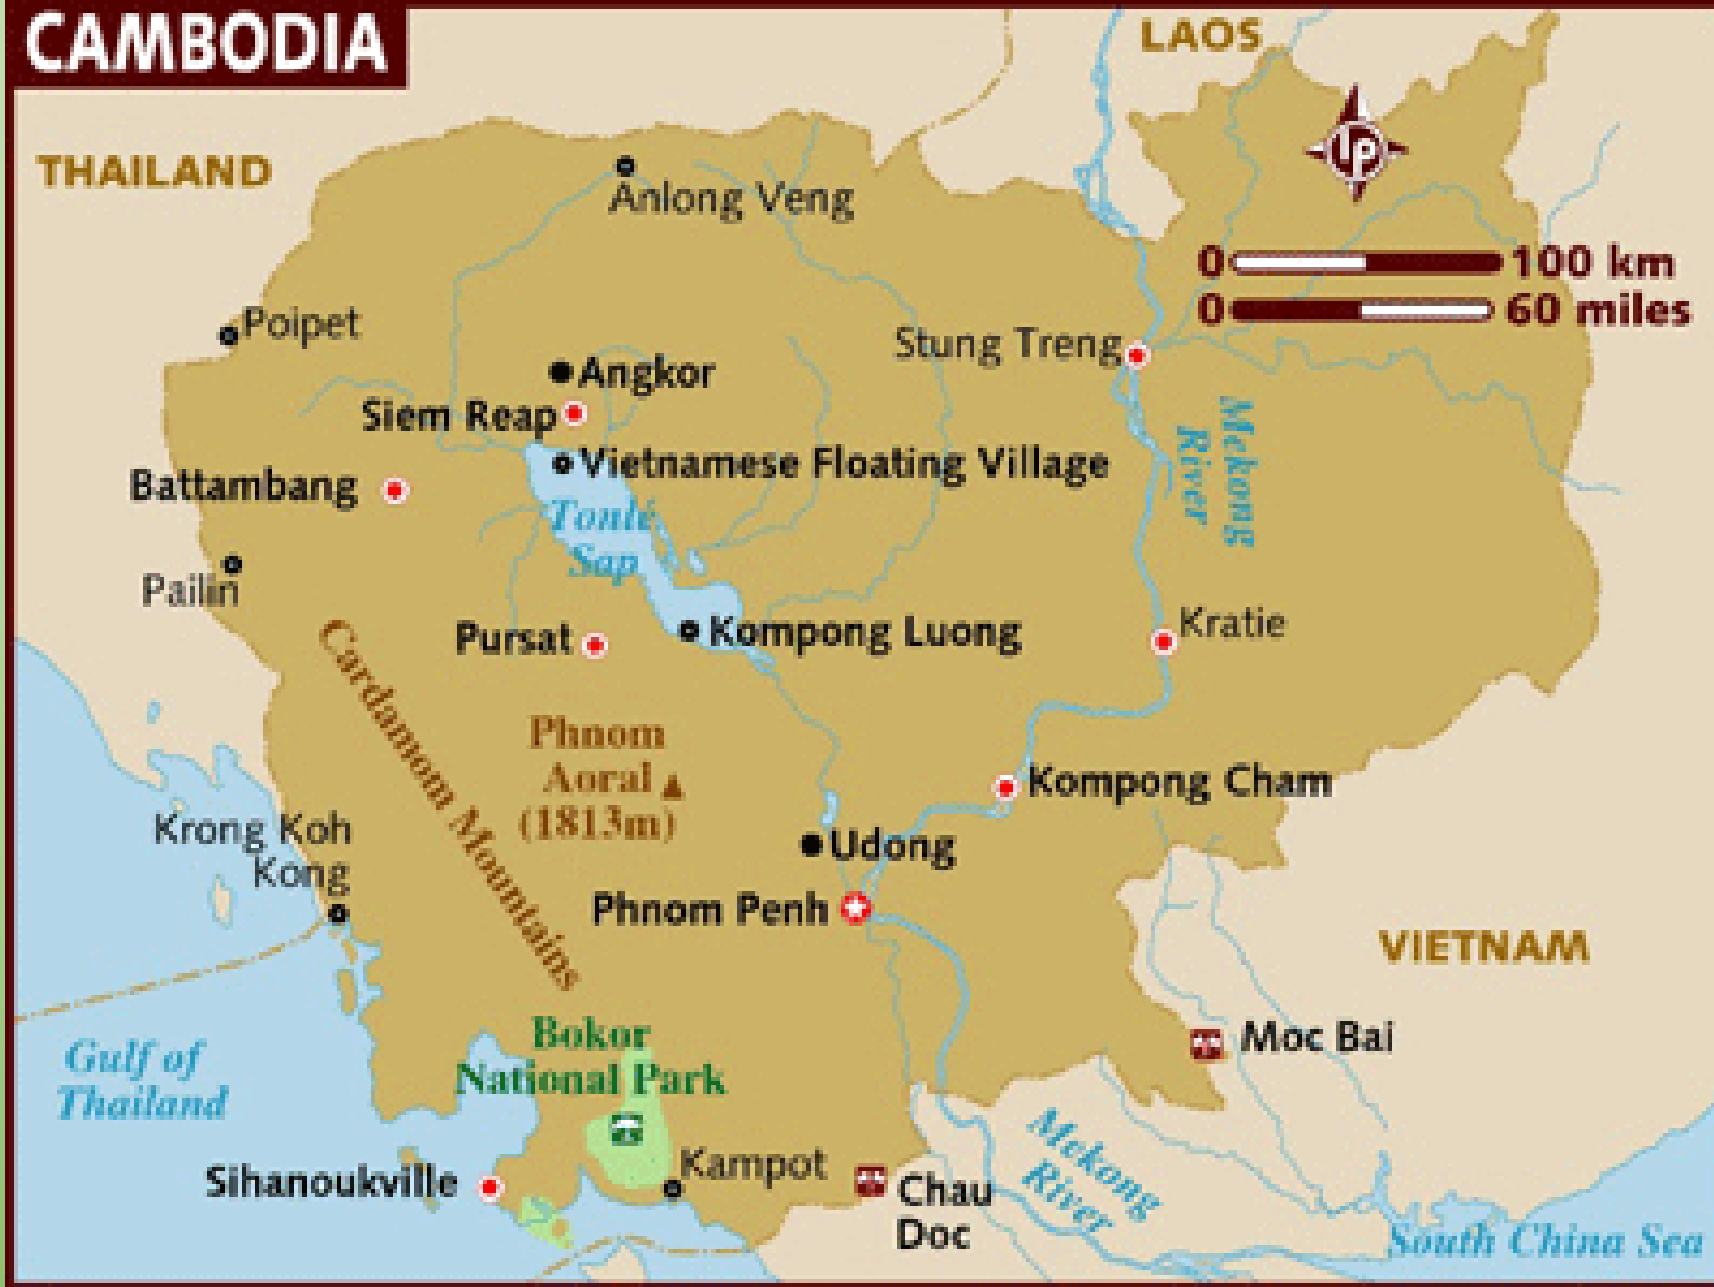 CAMBODIA
LAOS
THAILAND
LP
Anlong Veng
0 100 km
0 60 miles
Poipet
Stung Treng
Angkor
Siem Reap
Mekong
River
Vietnamese Floating Village
Battambang
Tonlé
Sap
Pailin
Kratie
Pursat
Kompong Luong
Cardamom Mountains
Phnom
Aoral
(1813m)
Kompong Cham
Krong Koh
Kong
Udong
Phnom Penh
VIETNAM
Bokor
National Park
Moc Bai
Gulf of
Thailand
Mekong
River
Kampot
Sihanoukville
Chau
Doc
South China Sea